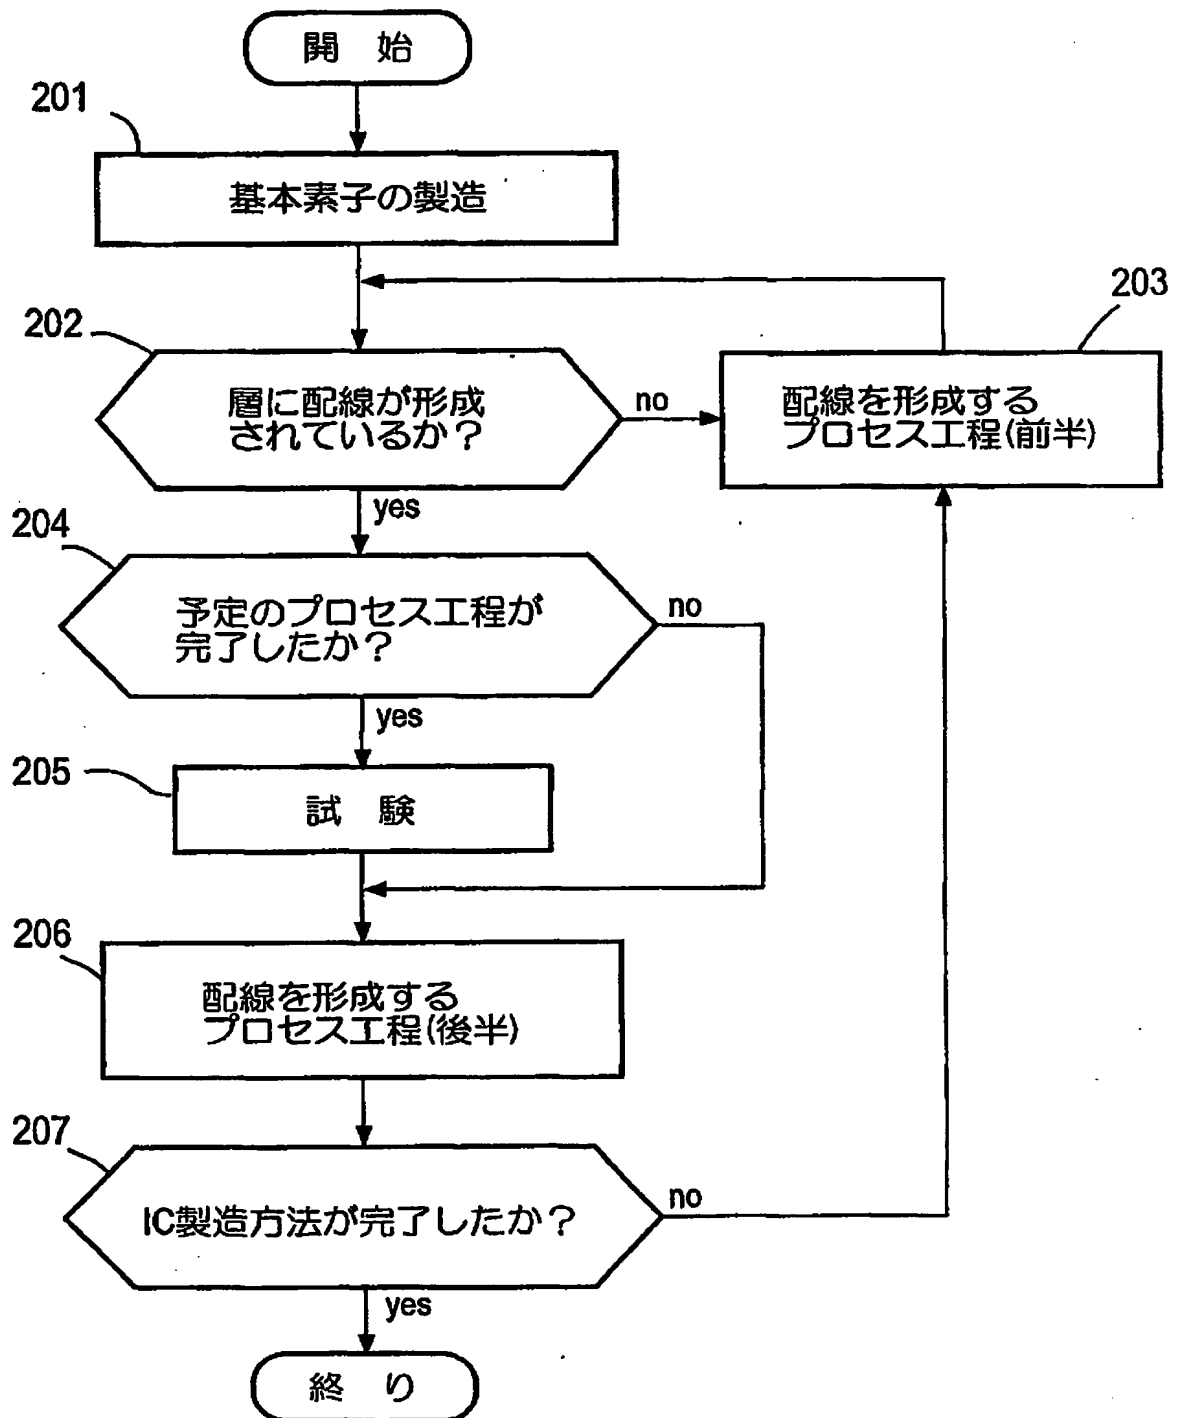 開 始
201
基本素子の製造
203
202
層に配線が形成
されているか？
no
配線を形成する
プロセス工程(前半)
yes
204
予定のプロセス工程が
完了したか？
no
yes
205
試 験
206
配線を形成する
プロセス工程(後半)
207
IC製造方法が完了したか？
no
yes
終 り